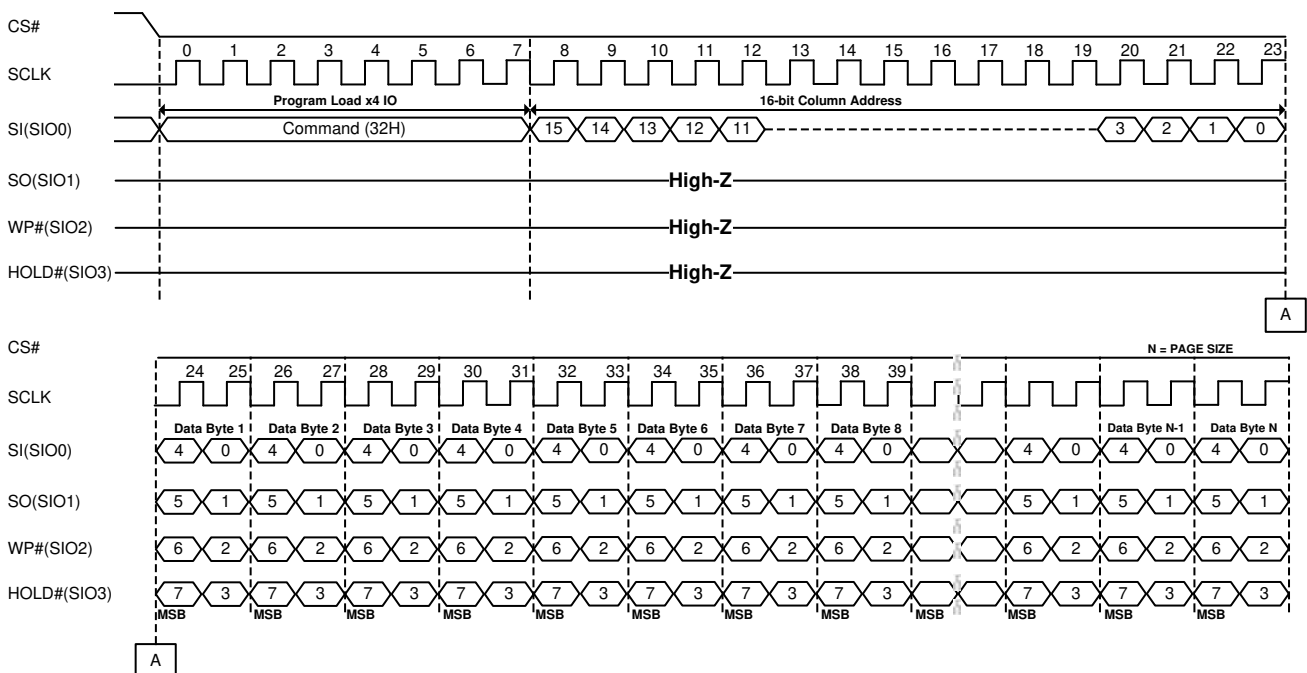 CS#
0 1 2 3 4 5 6 7 8 9 10 11 12 13 14 15 16 17 18 19 20 21 22 23
SCLK
Program Load x4 IO 16-bit Column Address
SI(SIO0) Command (32H) 15 14 13 12 11 3 2 1 0
SO(SIO1) High-Z
WP#(SIO2) High-Z
HOLD#(SIO3) High-Z
A
CS#
N = PAGE SIZE
24 25 26 27 28 29 30 31 32 33 34 35 36 37 38 39
SCLK
Data Byte 1 Data Byte 2 Data Byte 3 Data Byte 4 Data Byte 5 Data Byte 6 Data Byte 7 Data Byte 8 Data Byte N-1 Data Byte N
SI(SIO0) 4 0 4 0 4 0 4 0 4 0 4 0 4 0 4 0 4 0 4 0 4 0
SO(SIO1) 5 1 5 1 5 1 5 1 5 1 5 1 5 1 5 1 5 1 5 1 5 1
WP#(SIO2) 6 2 6 2 6 2 6 2 6 2 6 2 6 2 6 2 6 2 6 2 6 2
HOLD#(SIO3) 7 3 7 3 7 3 7 3 7 3 7 3 7 3 7 3 7 3 7 3 7 3
MSB MSB MSB MSB MSB MSB MSB MSB MSB MSB MSB MSB
A